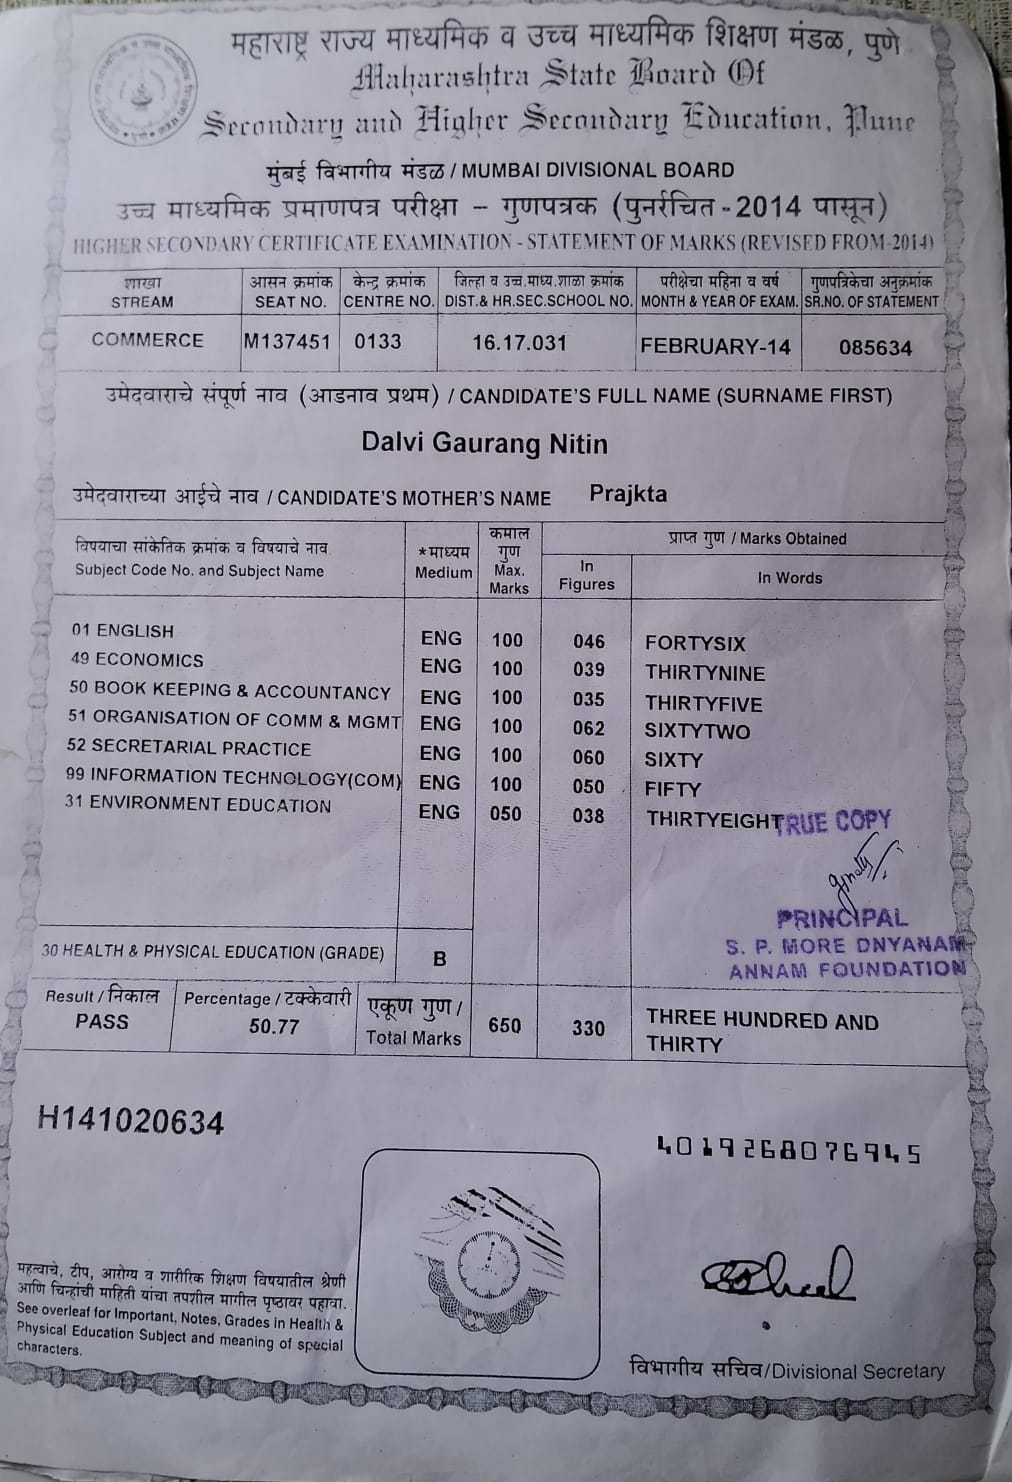 महाराष्ट्र राज्य माध्यमिक व उच्च माध्यमिक शिक्षण मंडळ, पुणे
Maharashtra State Board Of
Secondary and Higher Secondary Education, Pune
मुंबई विभागीय मंडळ / MUMBAI DIVISIONAL BOARD
उच्च माध्यमिक प्रमाणपत्र परीक्षा – गुणपत्रक (पुनर्रचित - 2014 पासून)
HIGHER SECONDARY CERTIFICATE EXAMINATION - STATEMENT OF MARKS (REVISED FROM-2014)
शाखा आसन क्रमांक केन्द्र क्रमांक जिल्हा व उच्च.माध्य.शाळा क्रमांक परीक्षेचा महिना व वर्ष गुणपत्रिकेचा अनुक्रमांक
STREAM SEAT NO. CENTRE NO. DIST.& HR.SEC.SCHOOL NO. MONTH & YEAR OF EXAM. SR.NO. OF STATEMENT
COMMERCE M137451 0133 16.17.031 FEBRUARY-14 085634
उमेदवाराचे संपूर्ण नाव (आडनाव प्रथम) / CANDIDATE'S FULL NAME (SURNAME FIRST)
Dalvi Gaurang Nitin
उमेदवाराच्या आईचे नाव / CANDIDATE'S MOTHER'S NAME Prajkta
विषयाचा सांकेतिक क्रमांक व विषयाचे नाव
Subject Code No. and Subject Name
*माध्यम
Medium
कमाल
गुण
Max.
Marks
प्राप्त गुण / Marks Obtained
In
Figures
In Words
01 ENGLISH ENG 100 046 FORTYSIX
49 ECONOMICS ENG 100 039 THIRTYNINE
50 BOOK KEEPING & ACCOUNTANCY ENG 100 035 THIRTYFIVE
51 ORGANISATION OF COMM & MGMT ENG 100 062 SIXTYTWO
52 SECRETARIAL PRACTICE ENG 100 060 SIXTY
99 INFORMATION TECHNOLOGY(COM) ENG 100 050 FIFTY
31 ENVIRONMENT EDUCATION ENG 050 038 THIRTYEIGHT
TRUE COPY
PRINCIPAL
S. P. MORE DNYANAM
ANNAM FOUNDATION
30 HEALTH & PHYSICAL EDUCATION (GRADE) B
Result / निकाल Percentage / टक्केवारी एकूण गुण /
PASS 50.77 Total Marks 650 330 THREE HUNDRED AND
THIRTY
H141020634
4019268076945
महत्वाचे, टीप, आरोग्य व शारीरिक शिक्षण विषयातील श्रेणी
आणि चिन्हांची माहिती यांचा तपशील मागील पृष्ठावर पहावा.
See overleaf for Important, Notes, Grades in Health &
Physical Education Subject and meaning of special
characters.
विभागीय सचिव/Divisional Secretary